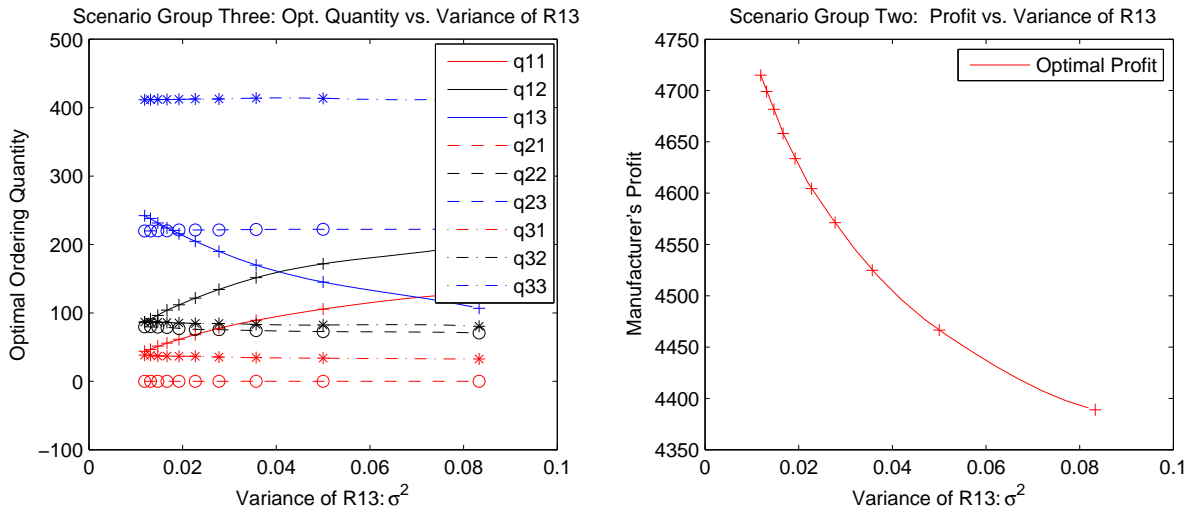 Scenario Group Three: Opt. Quantity vs. Variance of R13
500
400
300
200
100
0
−100
Optimal Ordering Quantity
q11
q12
q13
q21
q22
q23
q31
q32
q33
0
0.02
0.04
0.06
0.08
0.1
Variance of R13: σ²
Scenario Group Two: Profit vs. Variance of R13
4750
4700
4650
4600
4550
4500
4450
4400
4350
Manufacturer's Profit
Optimal Profit
0
0.02
0.04
0.06
0.08
0.1
Variance of R13: σ²